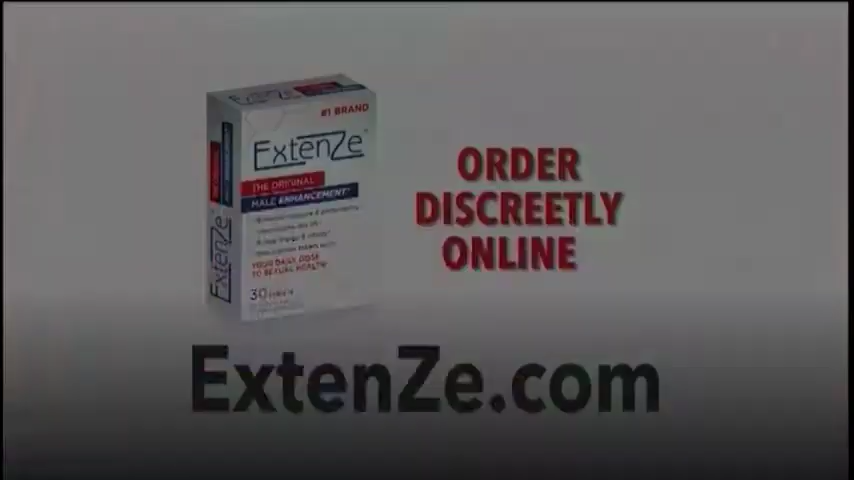 #1 BRAND
ExtenZe
THE ORIGINAL
MALE ENHANCEMENT
YOUR DAILY DOSE
TO SEXUAL HEALTH
30
ExtenZe
ORDER
DISCREETLY
ONLINE
ExtenZe.com